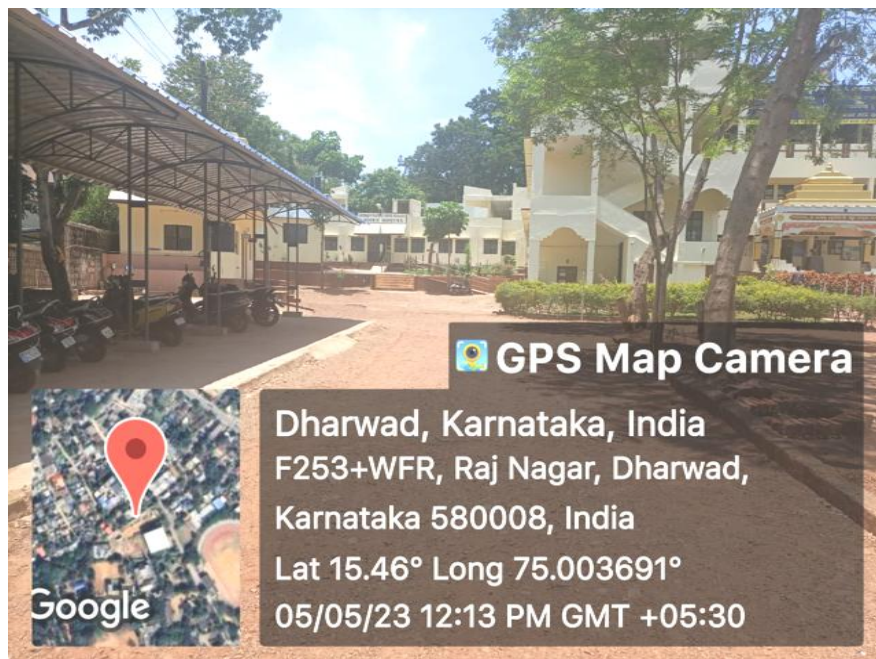 GPS Map Camera
Dharwad, Karnataka, India
F253+WFR, Raj Nagar, Dharwad,
Karnataka 580008, India
Lat 15.46° Long 75.003691°
05/05/23 12:13 PM GMT +05:30
Google